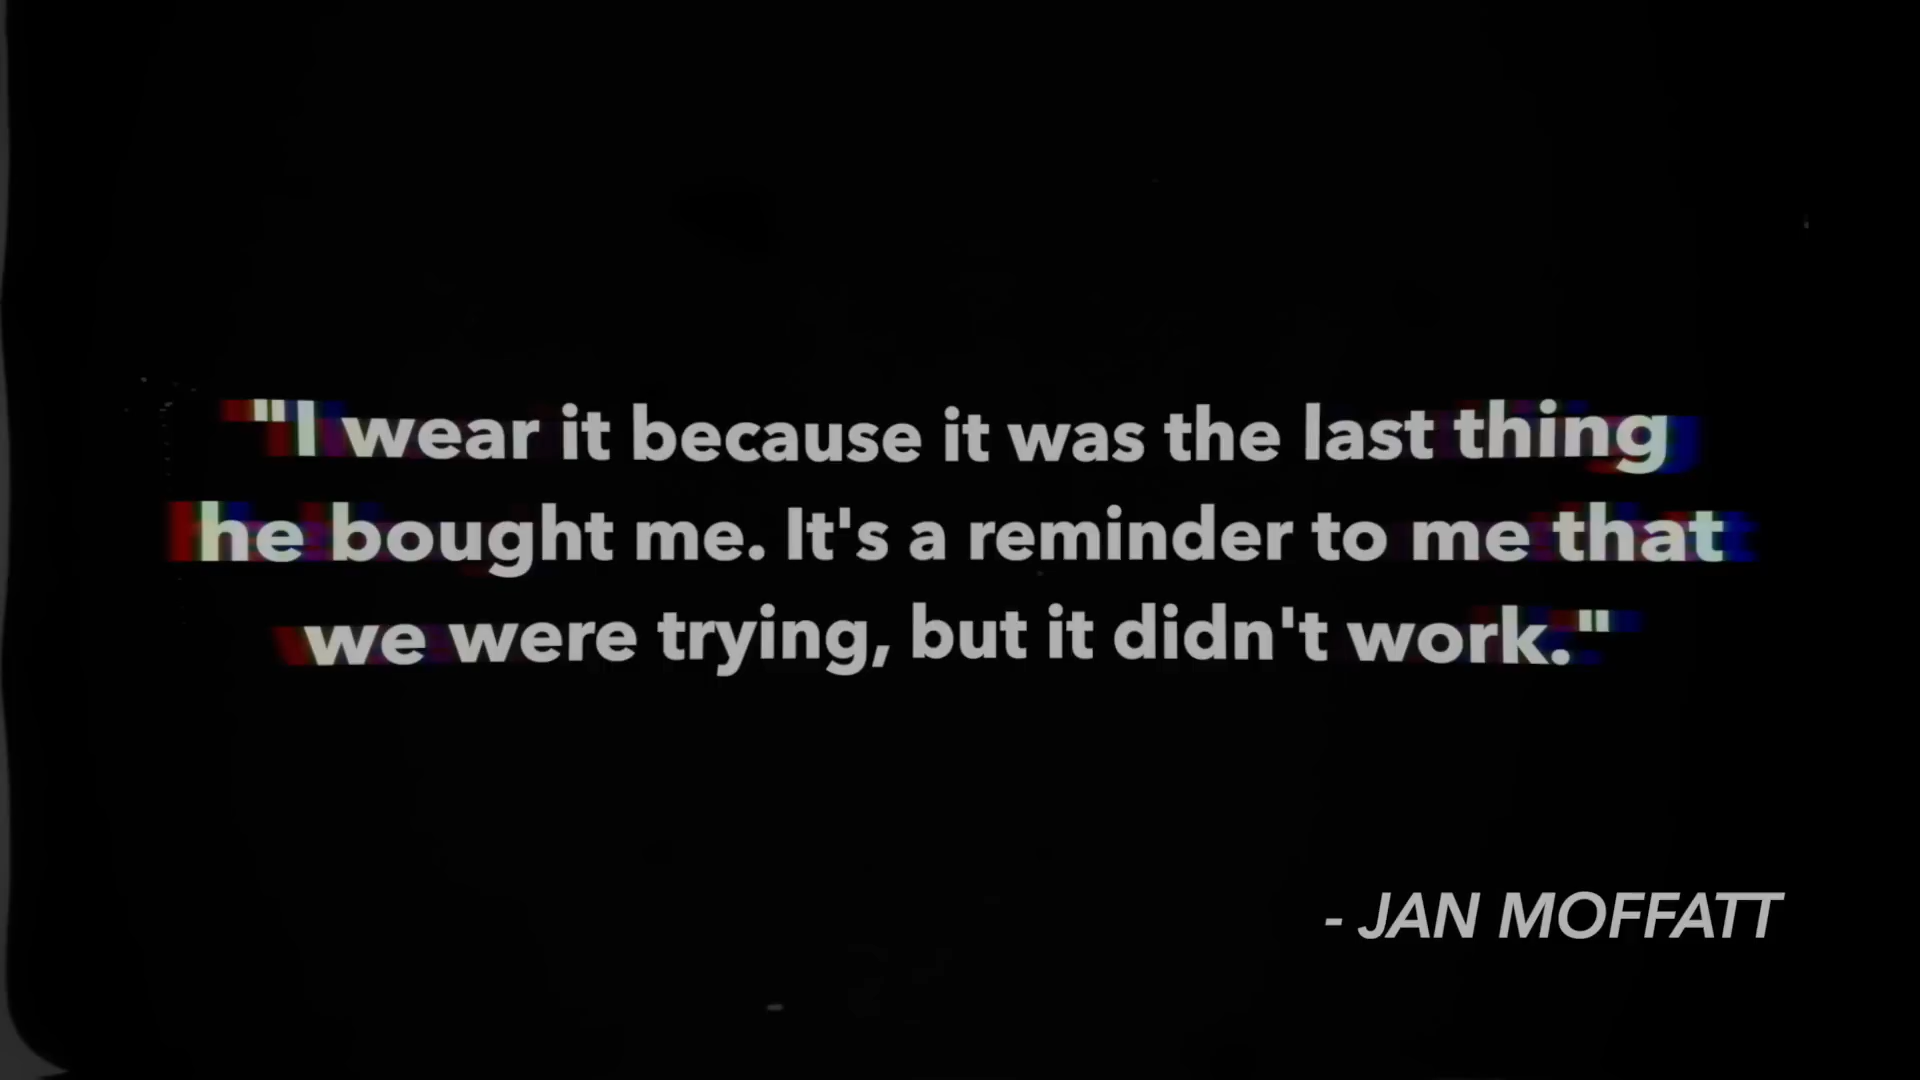 "I wear it because it was the last thing
he bought me. It's a reminder to me that
we were trying, but it didn't work."
- JAN MOFFATT